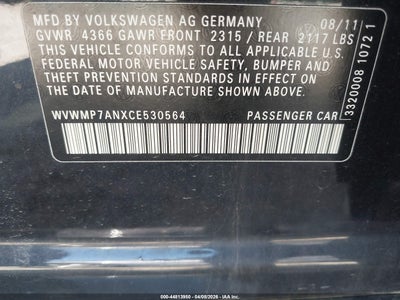 MFD BY VOLKSWAGEN AG GERMANY 08/11
GVWR 4366 GAWR FRONT 2315 / REAR 2117 LBS
THIS VEHICLE CONFORMS TO ALL APPLICABLE U.S.
FEDERAL MOTOR VEHICLE SAFETY, BUMPER AND
THEFT PREVENTION STANDARDS IN EFFECT ON THE
DATE OF MANUFACTURE SHOWN ABOVE.
WVWMP7ANXCE530564 PASSENGER CAR
3320008 1072 1
000-44813950 - 04/09/2026 - IAA Inc.